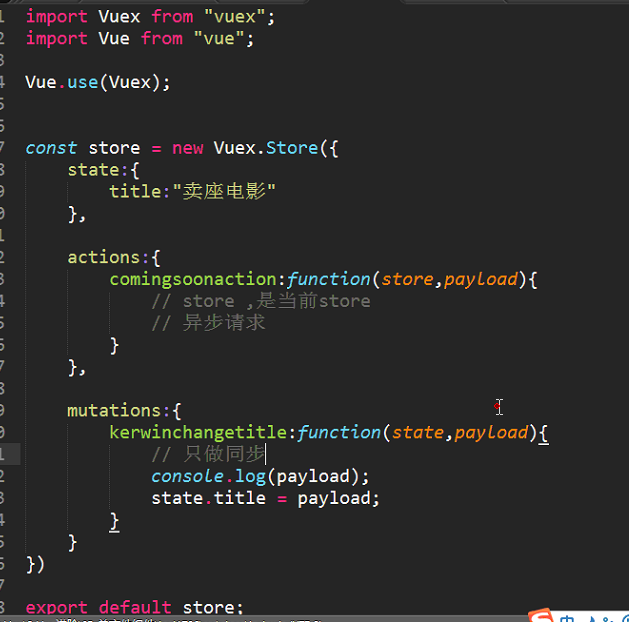 import Vuex from "vuex";
import Vue from "vue";
Vue.use(Vuex);
const store = new Vuex.Store({
state:{
title:"卖座电影"
},
actions:{
comingsoonaction:function(store,payload){
// store ,是当前store
// 异步请求
}
},
mutations:{
kerwinchangetitle:function(state,payload){
// 只做同步
console.log(payload);
state.title = payload;
}
}
})
export default store;
中